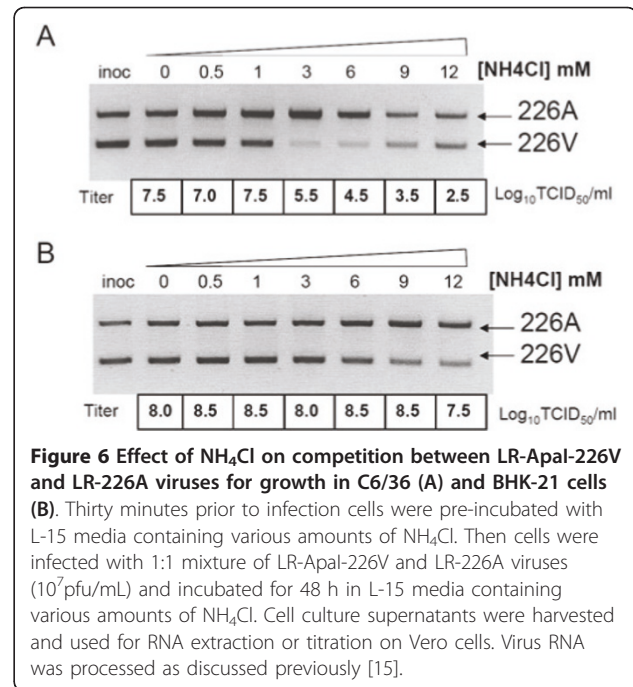 A
inoc 0 0.5 1 3 6 9 12 [NH4Cl] mM
226A
226V
Titer 7.5 7.0 7.5 5.5 4.5 3.5 2.5 Log₁₀TCID₅₀/ml
B
inoc 0 0.5 1 3 6 9 12 [NH4Cl] mM
226A
226V
Titer 8.0 8.5 8.5 8.0 8.5 8.5 7.5 Log₁₀TCID₅₀/ml
Figure 6 Effect of NH₄Cl on competition between LR-ApaI-226V
and LR-226A viruses for growth in C6/36 (A) and BHK-21 cells
(B). Thirty minutes prior to infection cells were pre-incubated with
L-15 media containing various amounts of NH₄Cl. Then cells were
infected with 1:1 mixture of LR-ApaI-226V and LR-226A viruses
(10⁷pfu/mL) and incubated for 48 h in L-15 media containing
various amounts of NH₄Cl. Cell culture supernatants were harvested
and used for RNA extraction or titration on Vero cells. Virus RNA
was processed as discussed previously [15].